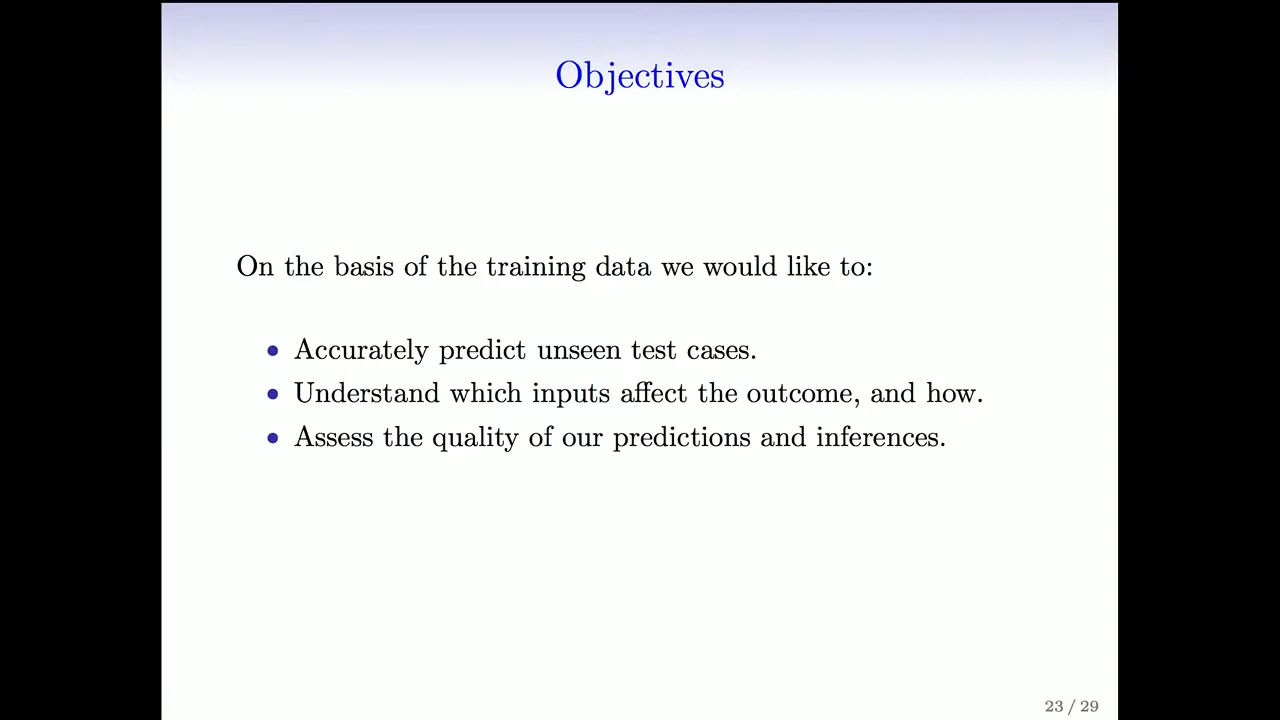 Objectives
On the basis of the training data we would like to:
• Accurately predict unseen test cases.
• Understand which inputs affect the outcome, and how.
• Assess the quality of our predictions and inferences.
23 / 29